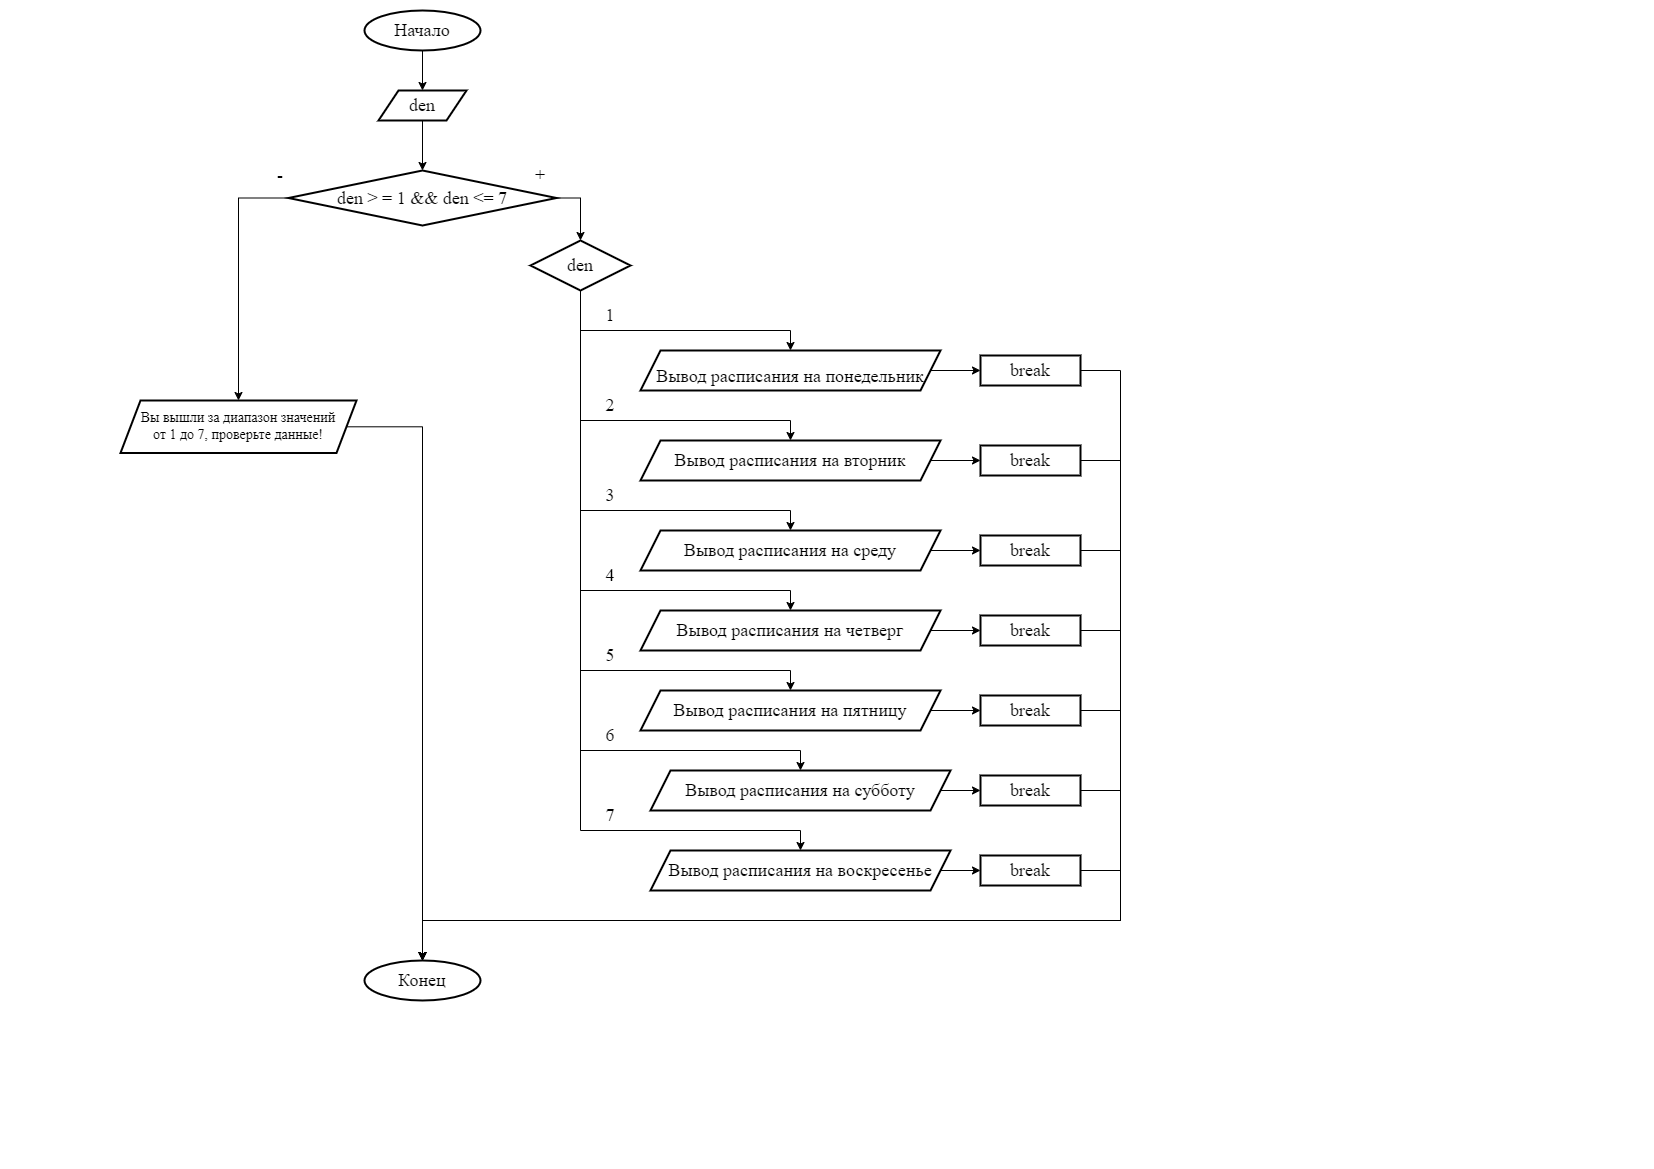 Начало
den
-
+
den > = 1 && den <= 7
den
1
Вывод расписания на понедельник
break
Вы вышли за диапазон значений
от 1 до 7, проверьте данные!
2
Вывод расписания на вторник
break
3
Вывод расписания на среду
break
4
Вывод расписания на четверг
break
5
Вывод расписания на пятницу
break
6
Вывод расписания на субботу
break
7
Вывод расписания на воскресенье
break
Конец